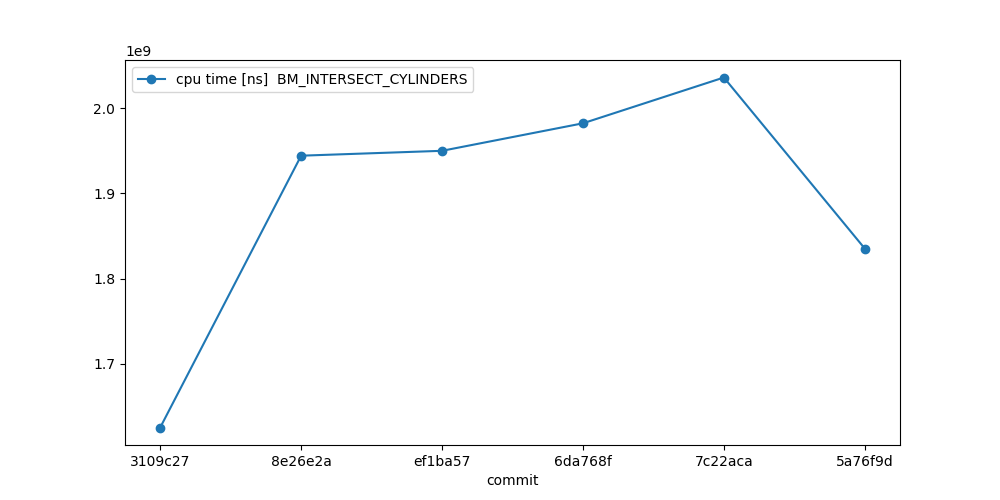 1e9
cpu time [ns]  BM_INTERSECT_CYLINDERS
2.0
1.9
1.8
1.7
3109c27 8e26e2a ef1ba57 6da768f 7c22aca 5a76f9d
commit